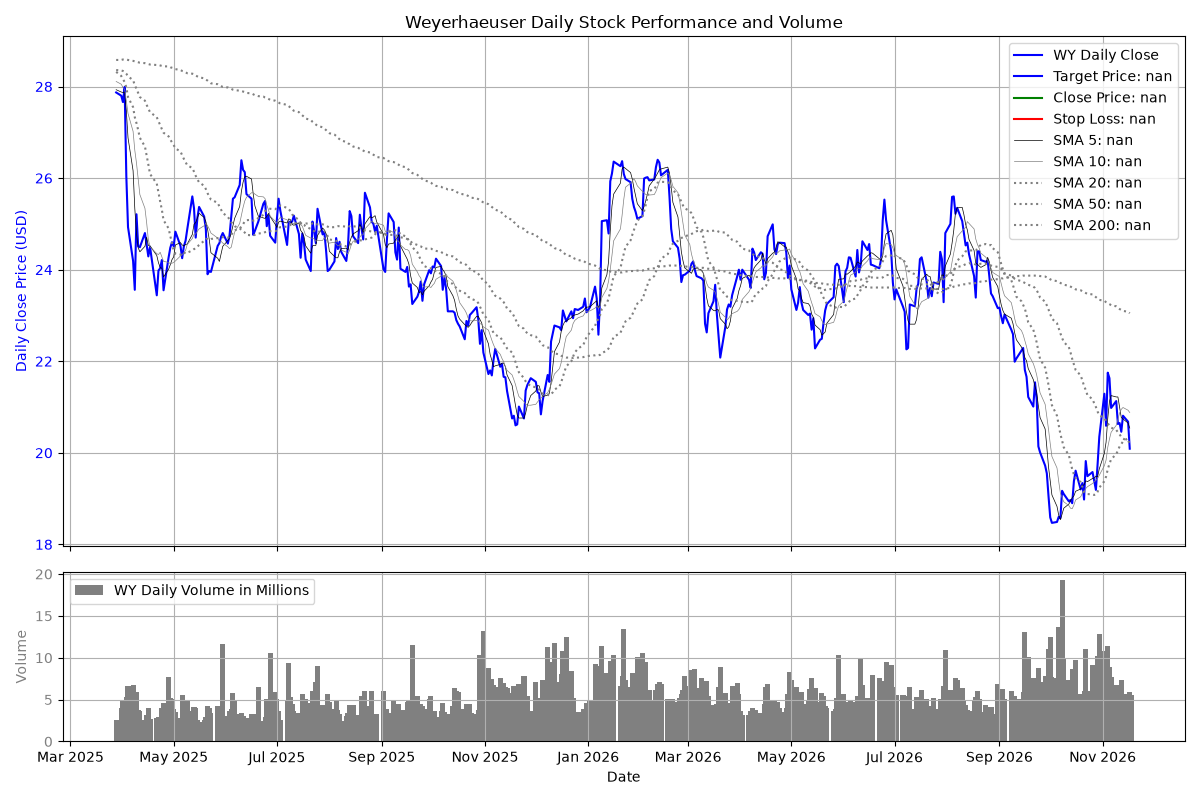 Weyerhaeuser Daily Stock Performance and Volume
WY Daily Close
Target Price: nan
Close Price: nan
Stop Loss: nan
SMA 5: nan
SMA 10: nan
SMA 20: nan
SMA 50: nan
SMA 200: nan
Daily Close Price (USD)
28
26
24
22
20
18
WY Daily Volume in Millions
Volume
20
15
10
5
0
Mar 2025
May 2025
Jul 2025
Sep 2025
Nov 2025
Jan 2026
Mar 2026
May 2026
Jul 2026
Sep 2026
Nov 2026
Date